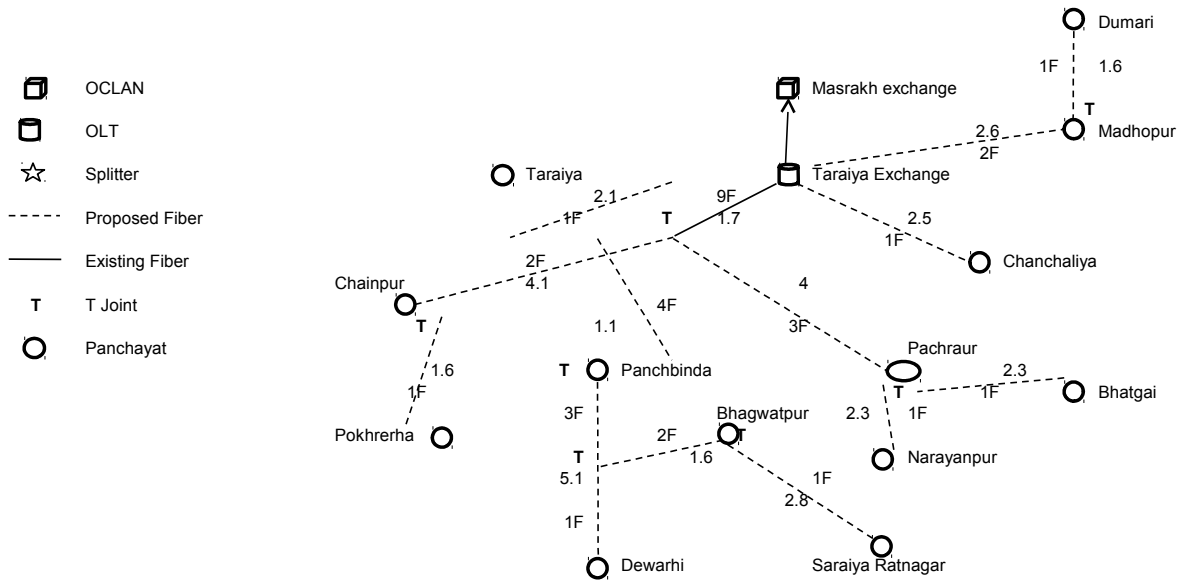 Dumari
1F 1.6
OCLAN
Masrakh exchange
T
OLT
2.6
Madhopur
2F
Splitter
Taraiya
Taraiya Exchange
2.1
9F
Proposed Fiber
1F
T
1.7
2.5
1F
Existing Fiber
2F
Chanchaliya
Chainpur
4.1
4
T
T Joint
4F
T
1.1
3F
Panchayat
Pachraur
1.6
T
Panchbinda
2.3
1F
T
1F
Bhatgai
3F
Bhagwatpur
2.3
1F
Pokhrerha
2F
T
T
1.6
Narayanpur
5.1
1F
2.8
1F
Dewarhi
Saraiya Ratnagar